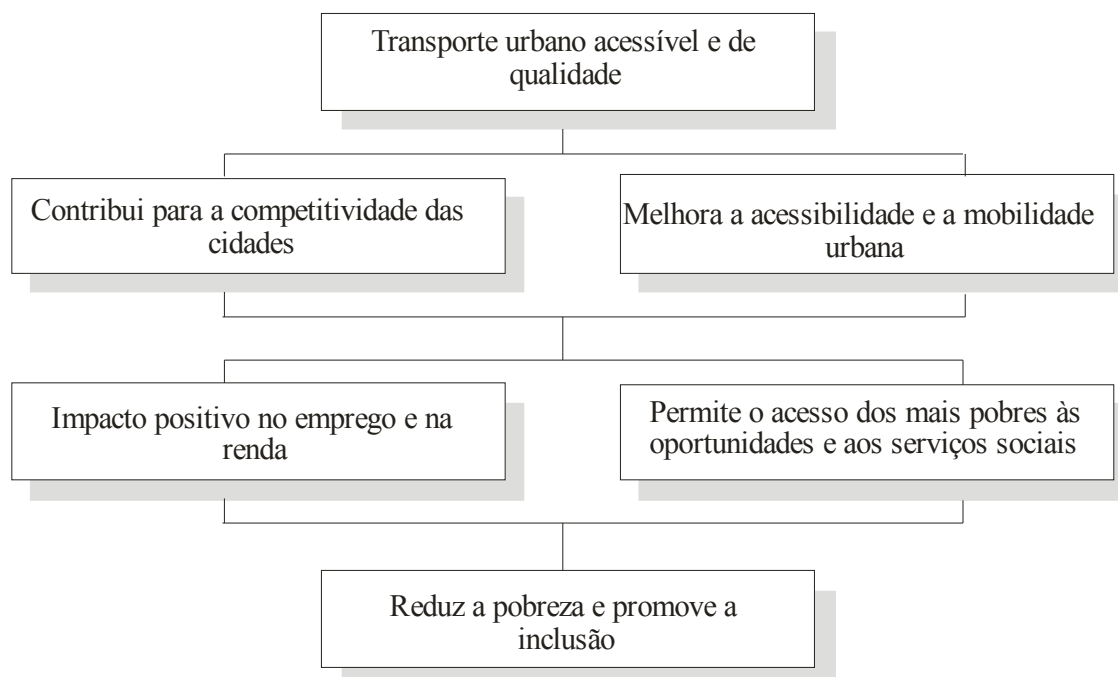 Transporte urbano acessível e de
qualidade
Contribui para a competitividade das
cidades
Melhora a acessibilidade e a mobilidade
urbana
Impacto positivo no emprego e na
renda
Permite o acesso dos mais pobres às
oportunidades e aos serviços sociais
Reduz a pobreza e promove a
inclusão